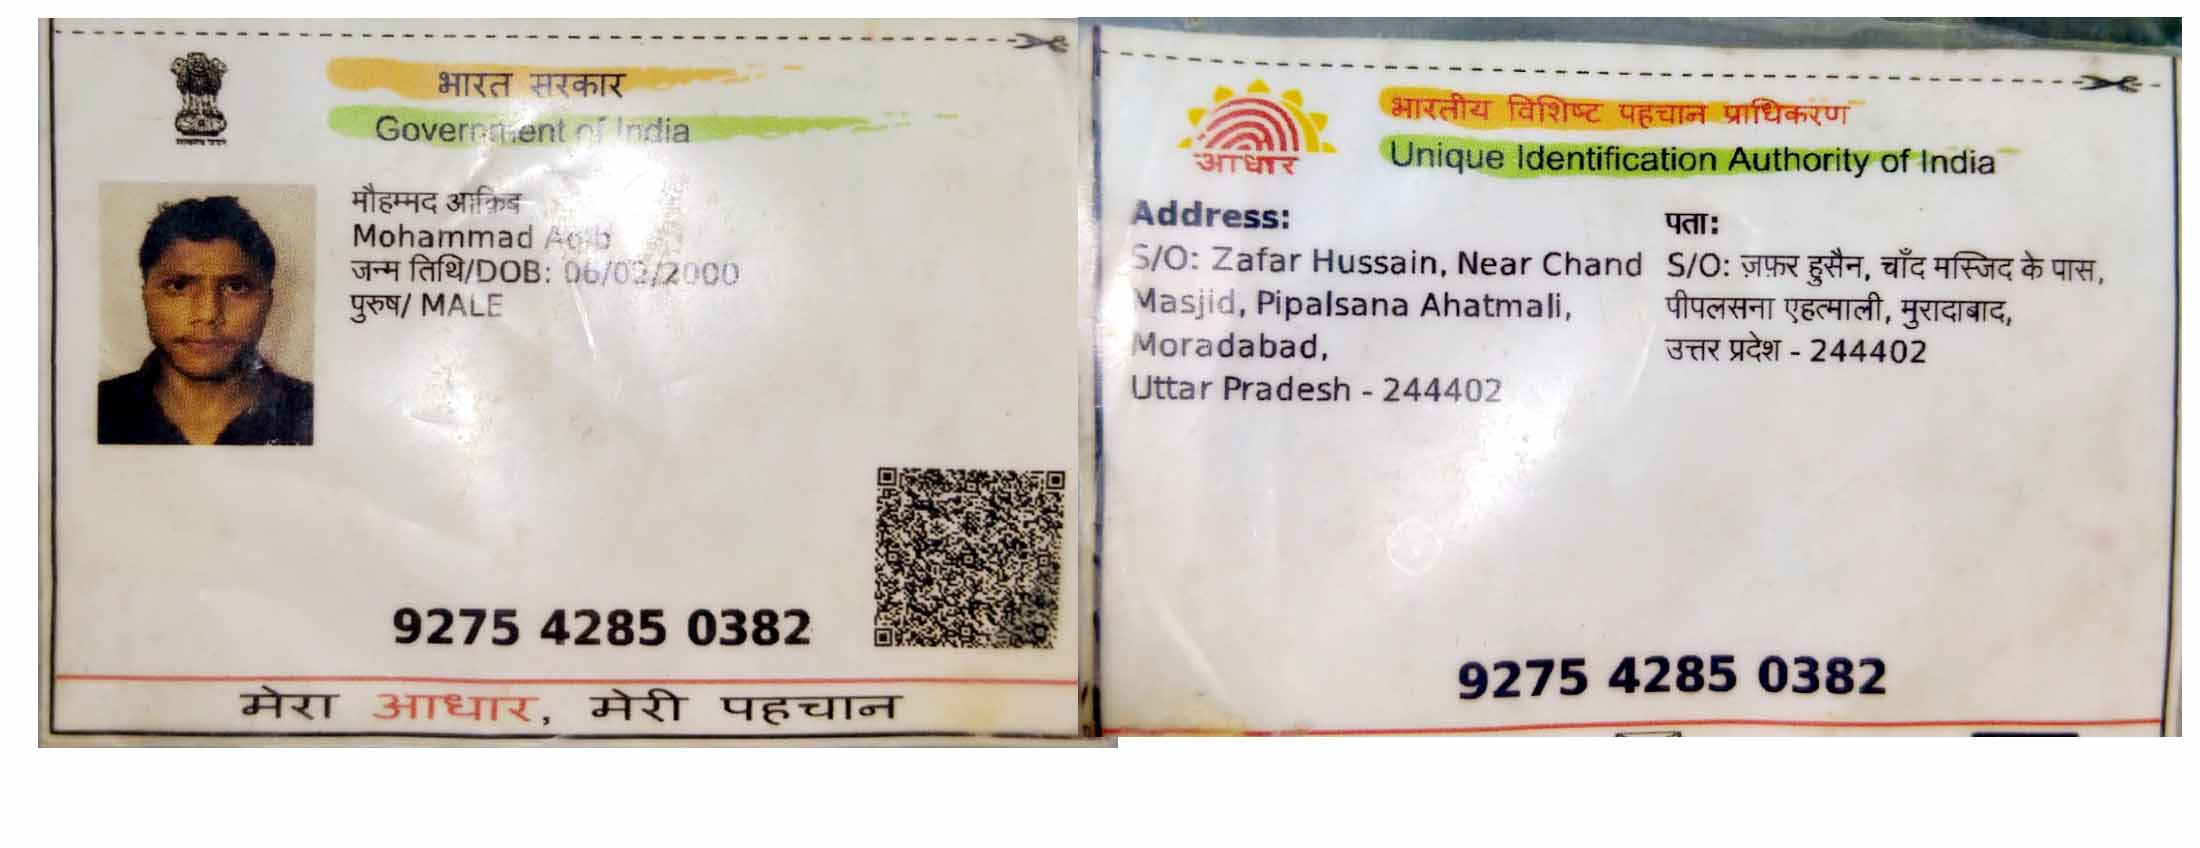 भारत सरकार
Government of India
मौहम्मद आक़िब
Mohammad Aqib
जन्म तिथि/DOB: 06/02/2000
पुरुष/ MALE
9275 4285 0382
मेरा आधार, मेरी पहचान
आधार
भारतीय विशिष्ट पहचान प्राधिकरण
Unique Identification Authority of India
Address:
S/O: Zafar Hussain, Near Chand
Masjid, Pipalsana Ahatmali,
Moradabad,
Uttar Pradesh - 244402
पता:
S/O: ज़फ़र हुसैन, चाँद मस्जिद के पास,
पीपलसना एहत्माली, मुरादाबाद,
उत्तर प्रदेश - 244402
9275 4285 0382